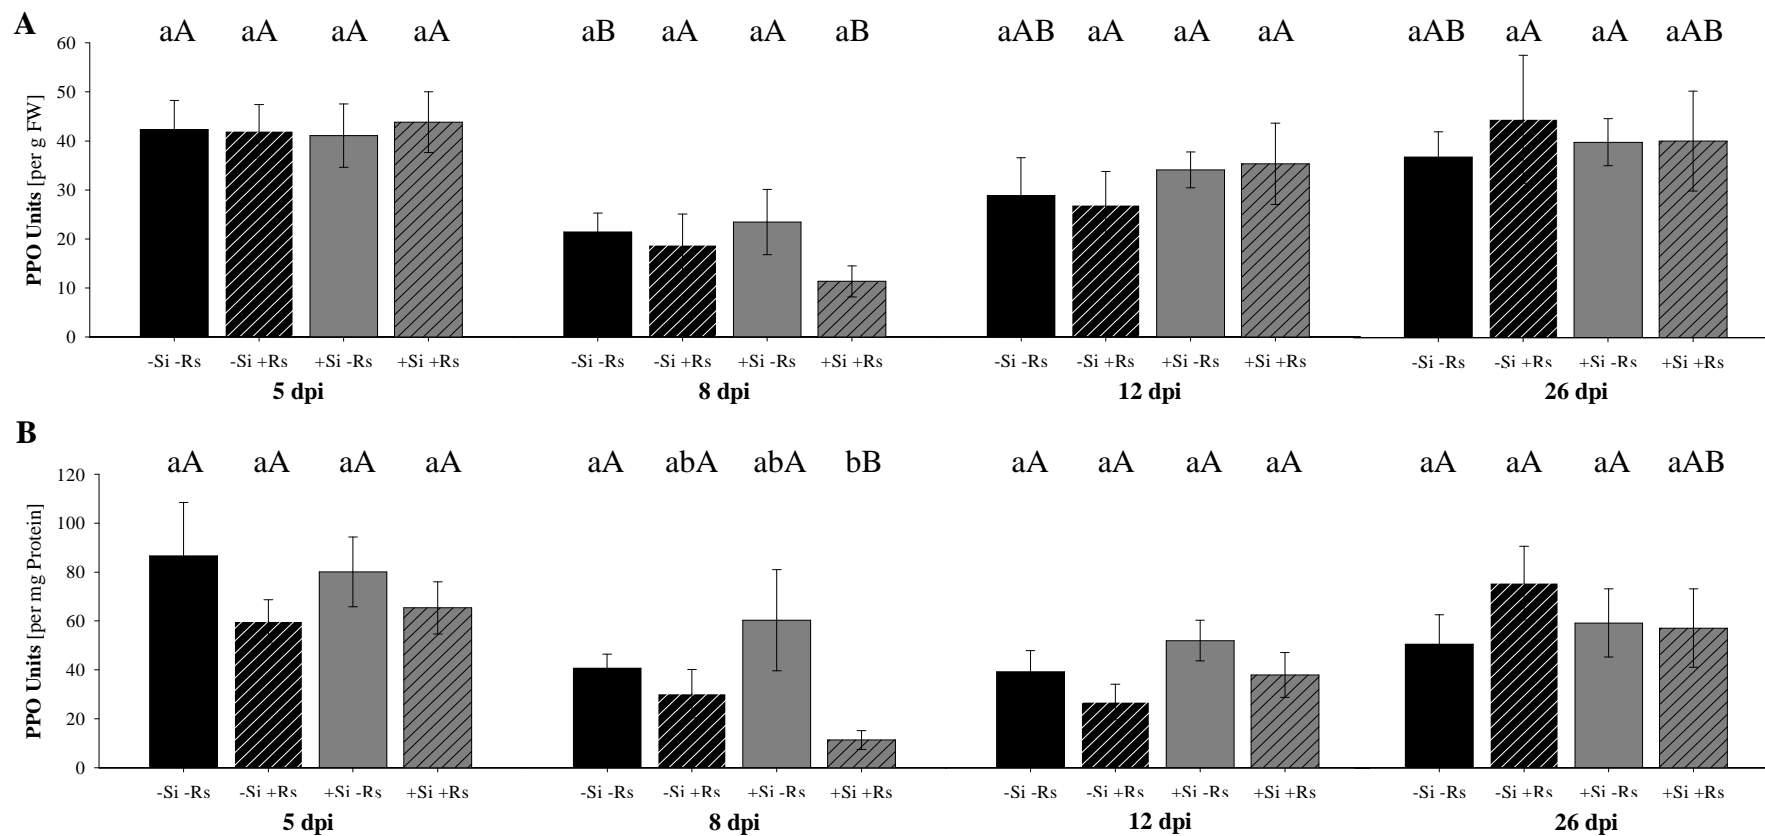 A
aA aA aA aA aB aA aA aB aAB aA aA aA aAB aA aA aAB
PPO Units [per g FW]
60
50
40
30
20
10
0
-Si -Rs -Si +Rs +Si -Rs +Si +Rs -Si -Rs -Si +Rs +Si -Rs +Si +Rs -Si -Rs -Si +Rs +Si -Rs +Si +Rs -Si -Rs -Si +Rs +Si -Rs +Si +Rs
5 dpi 8 dpi 12 dpi 26 dpi
B
aA aA aA aA aA abA abA bB aA aA aA aA aA aA aA aAB
PPO Units [per mg Protein]
120
100
80
60
40
20
0
-Si -Rs -Si +Rs +Si -Rs +Si +Rs -Si -Rs -Si +Rs +Si -Rs +Si +Rs -Si -Rs -Si +Rs +Si -Rs +Si +Rs -Si -Rs -Si +Rs +Si -Rs +Si +Rs
5 dpi 8 dpi 12 dpi 26 dpi